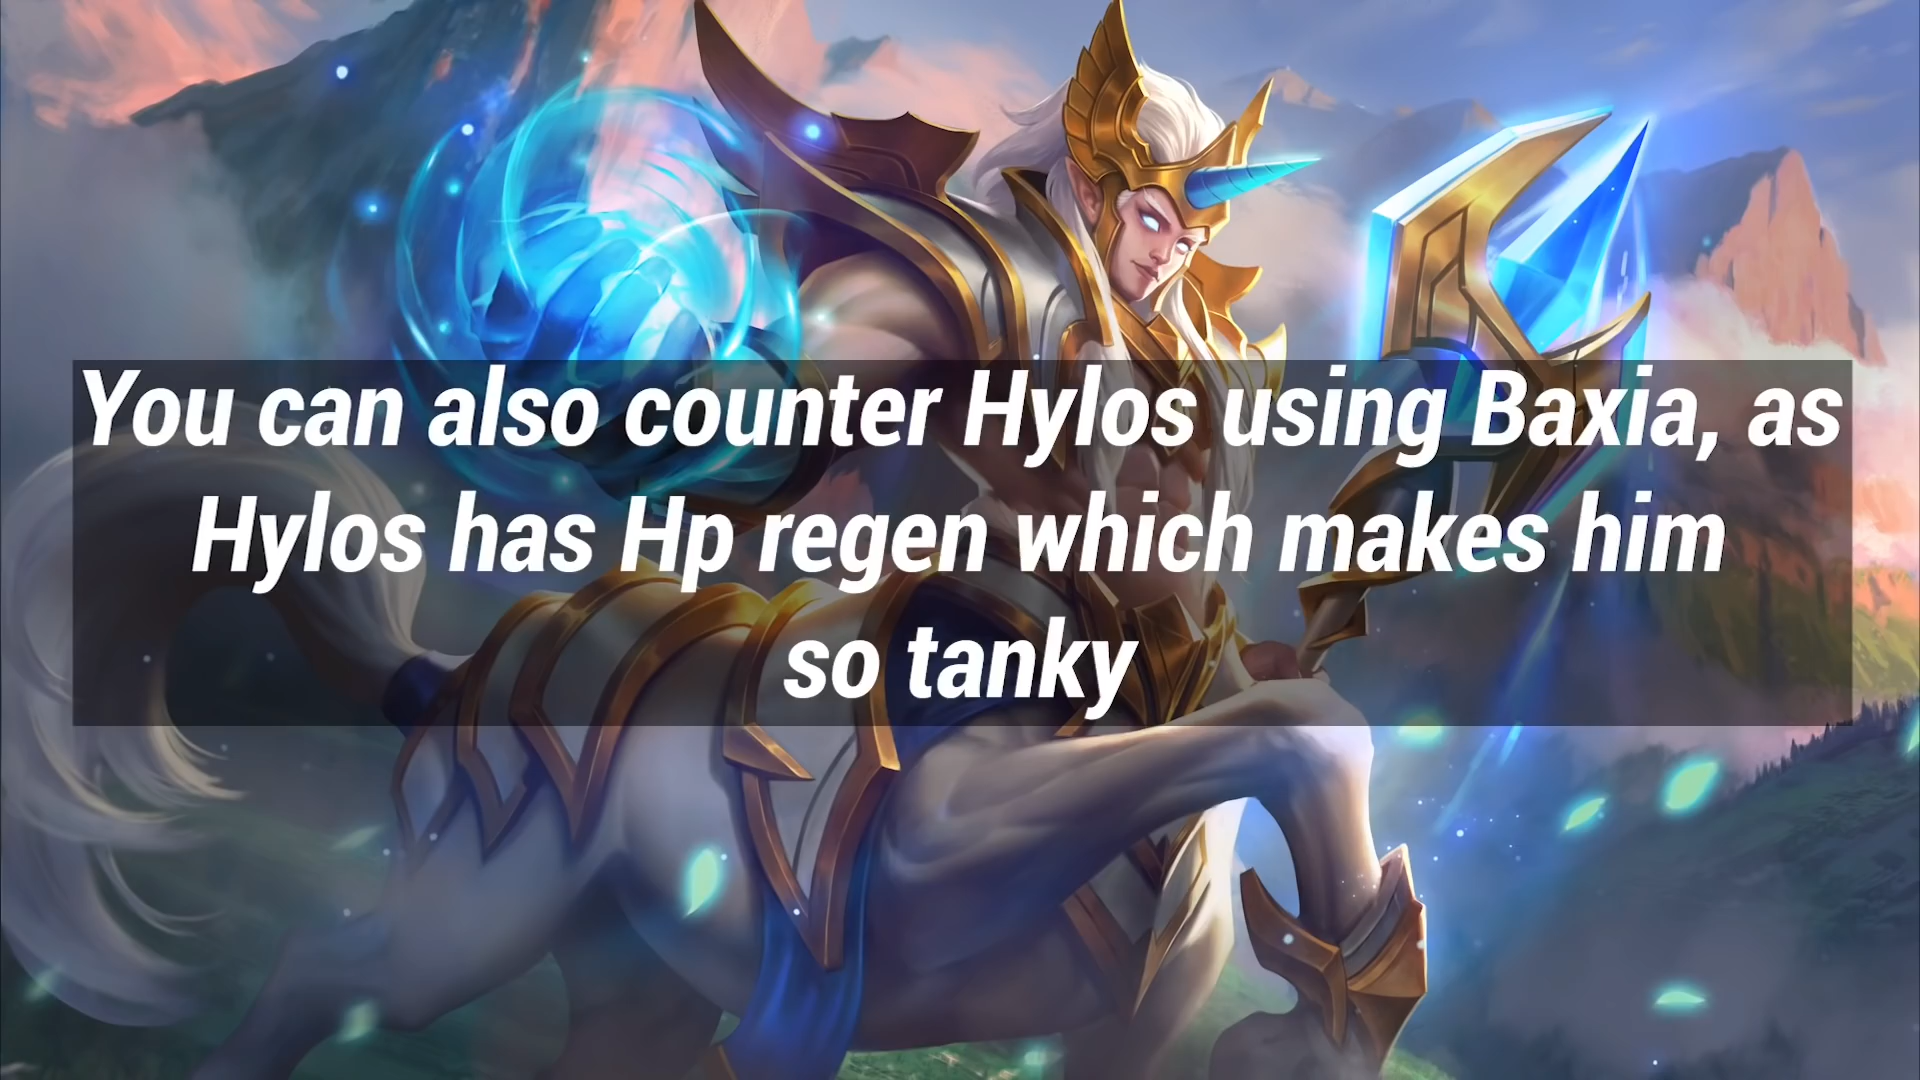 You can also counter Hylos using Baxia, as
Hylos has Hp regen which makes him
so tanky